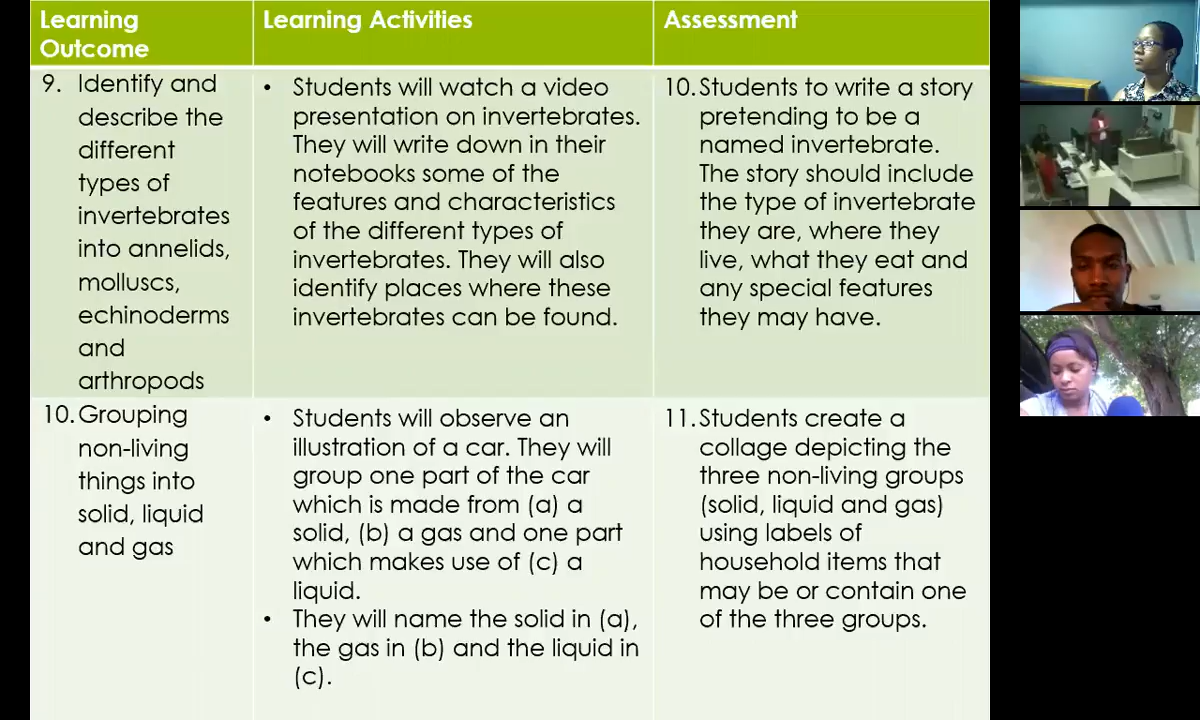 Learning
Outcome
Learning Activities
Assessment
9. Identify and
describe the
different
types of
invertebrates
into annelids,
molluscs,
echinoderms
and
arthropods
• Students will watch a video
presentation on invertebrates.
They will write down in their
notebooks some of the
features and characteristics
of the different types of
invertebrates. They will also
identify places where these
invertebrates can be found.
10. Students to write a story
pretending to be a
named invertebrate.
The story should include
the type of invertebrate
they are, where they
live, what they eat and
any special features
they may have.
10. Grouping
non-living
things into
solid, liquid
and gas
• Students will observe an
illustration of a car. They will
group one part of the car
which is made from (a) a
solid, (b) a gas and one part
which makes use of (c) a
liquid.
• They will name the solid in (a),
the gas in (b) and the liquid in
(c).
11. Students create a
collage depicting the
three non-living groups
(solid, liquid and gas)
using labels of
household items that
may be or contain one
of the three groups.